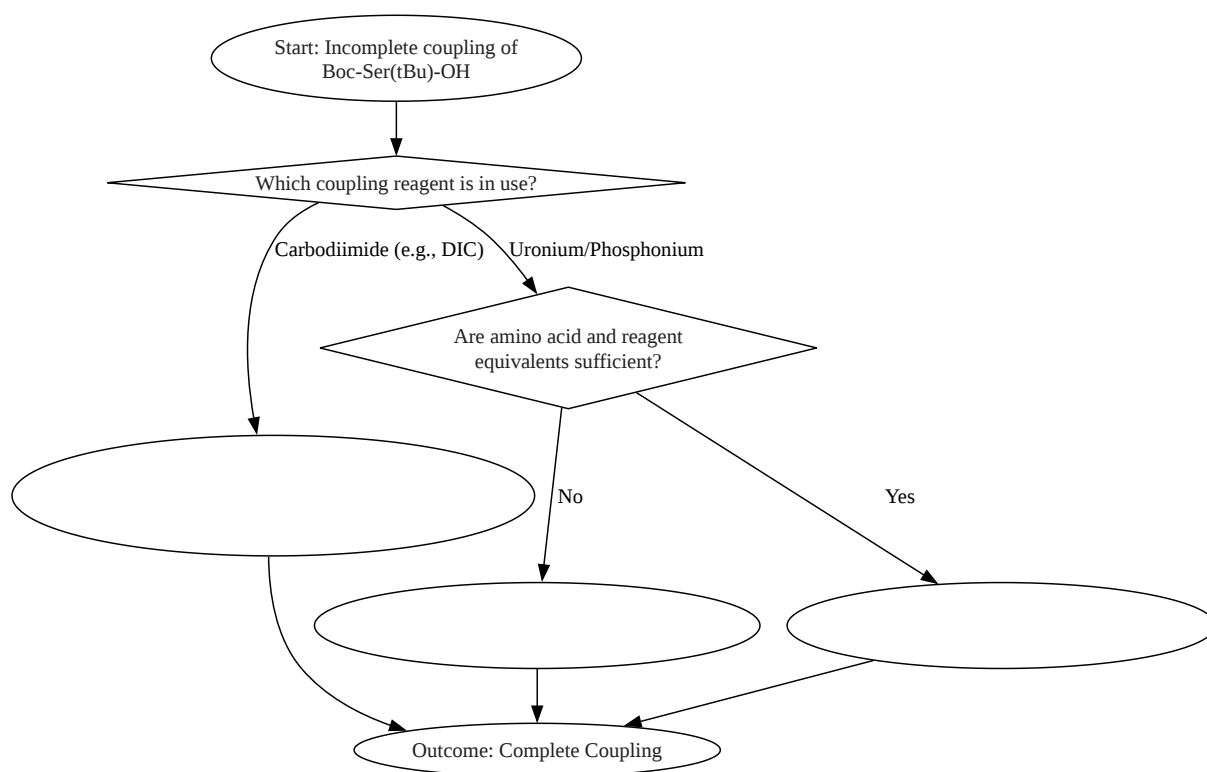 Start: Incomplete coupling of
Boc-Ser(tBu)-OH
Which coupling reagent is in use?
Carbodiimide (e.g., DIC)
Uronium/Phosphonium
Are amino acid and reagent
equivalents sufficient?
No
Yes
Outcome: Complete Coupling